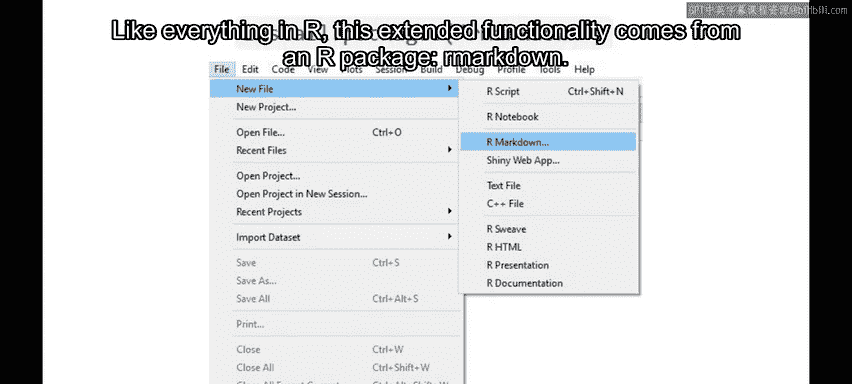 Like everything in R, this extended functionality comes from
an R package: rmarkdown.
File Edit Code View Plots Session Build Debug Profile Tools Help
New File
New Project...
Open File... Ctrl+O
Recent Files
Open Project...
Open Project in New Session...
Recent Projects
Import Dataset
Save Ctrl+S
Save As...
Save All Ctrl+Alt+S
Print...
Close Ctrl+W
Close All Ctrl+Shift+W
R Script Ctrl+Shift+N
R Notebook
R Markdown...
Shiny Web App...
Text File
C++ File
R Sweave
R HTML
R Presentation
R Documentation